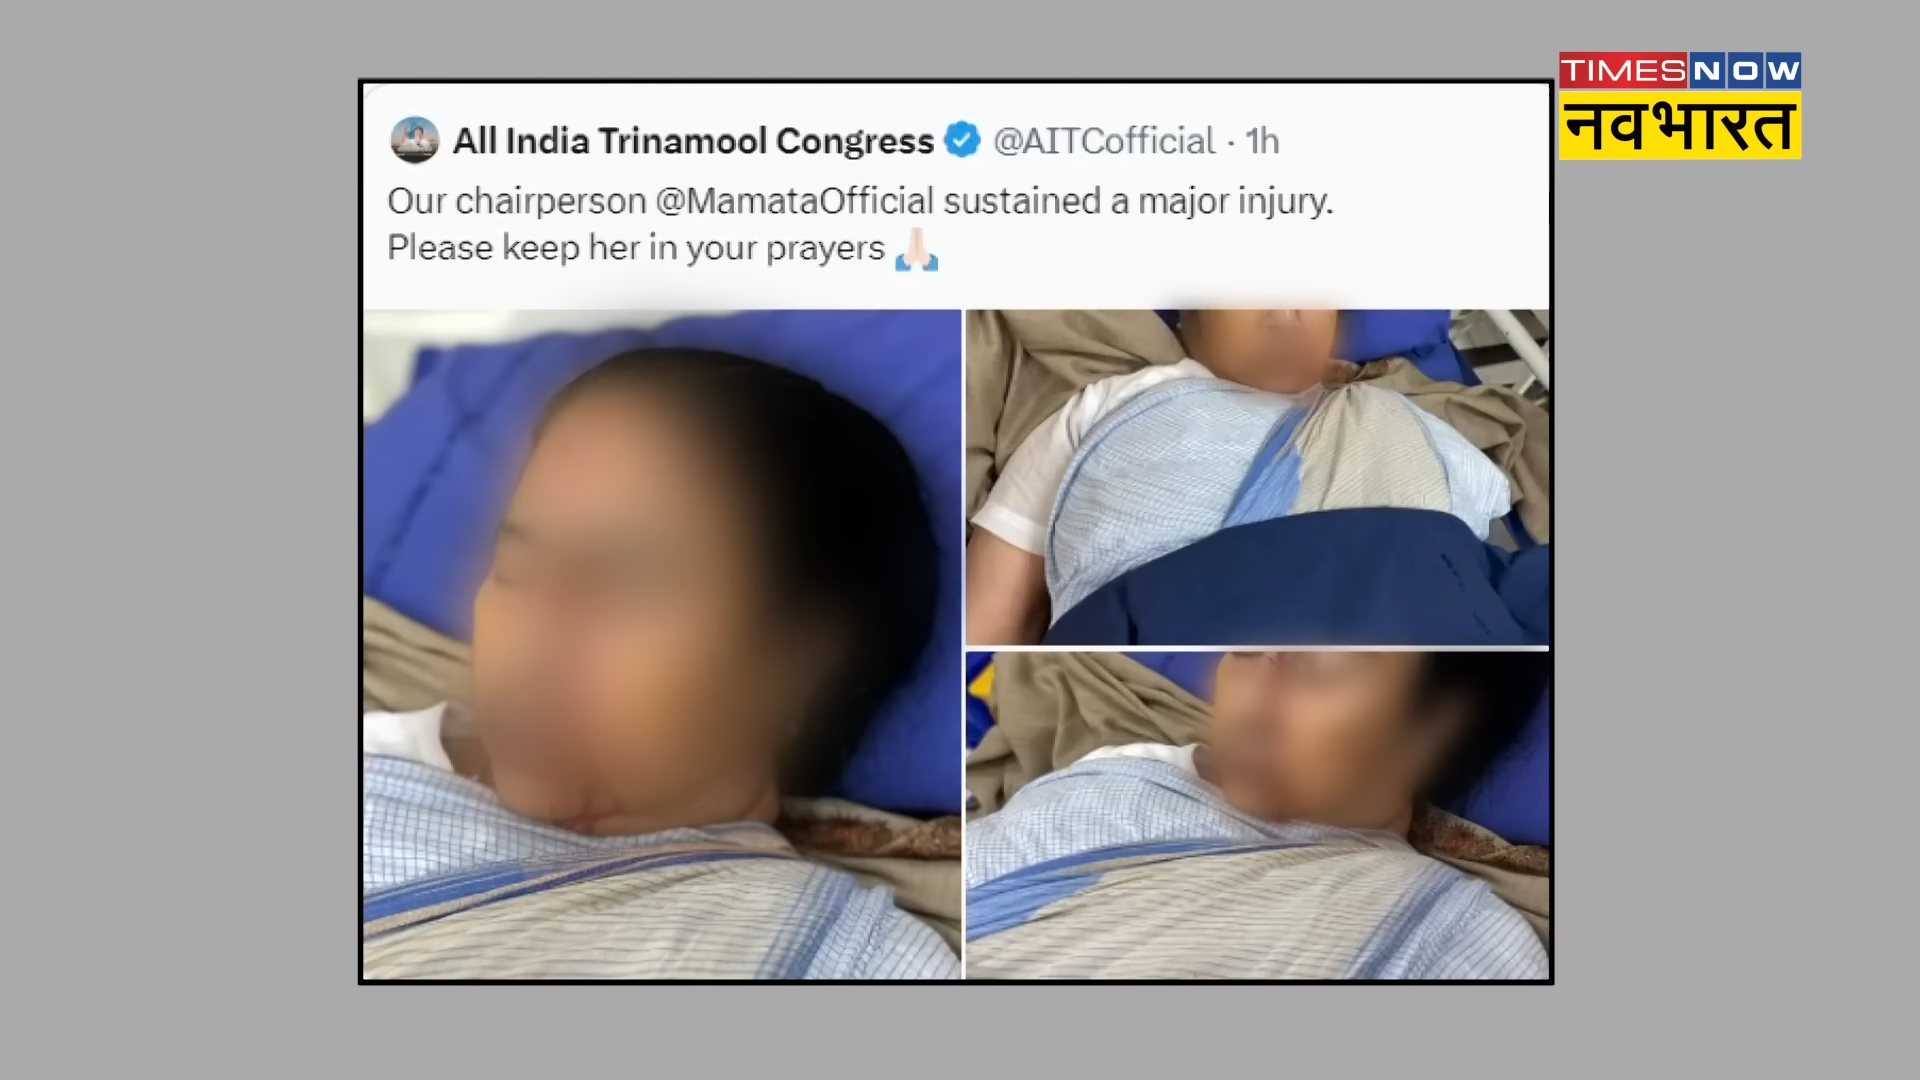 TIMES NOW
नवभारत
All India Trinamool Congress @AITCofficial · 1h
Our chairperson @MamataOfficial sustained a major injury.
Please keep her in your prayers 🙏🏻